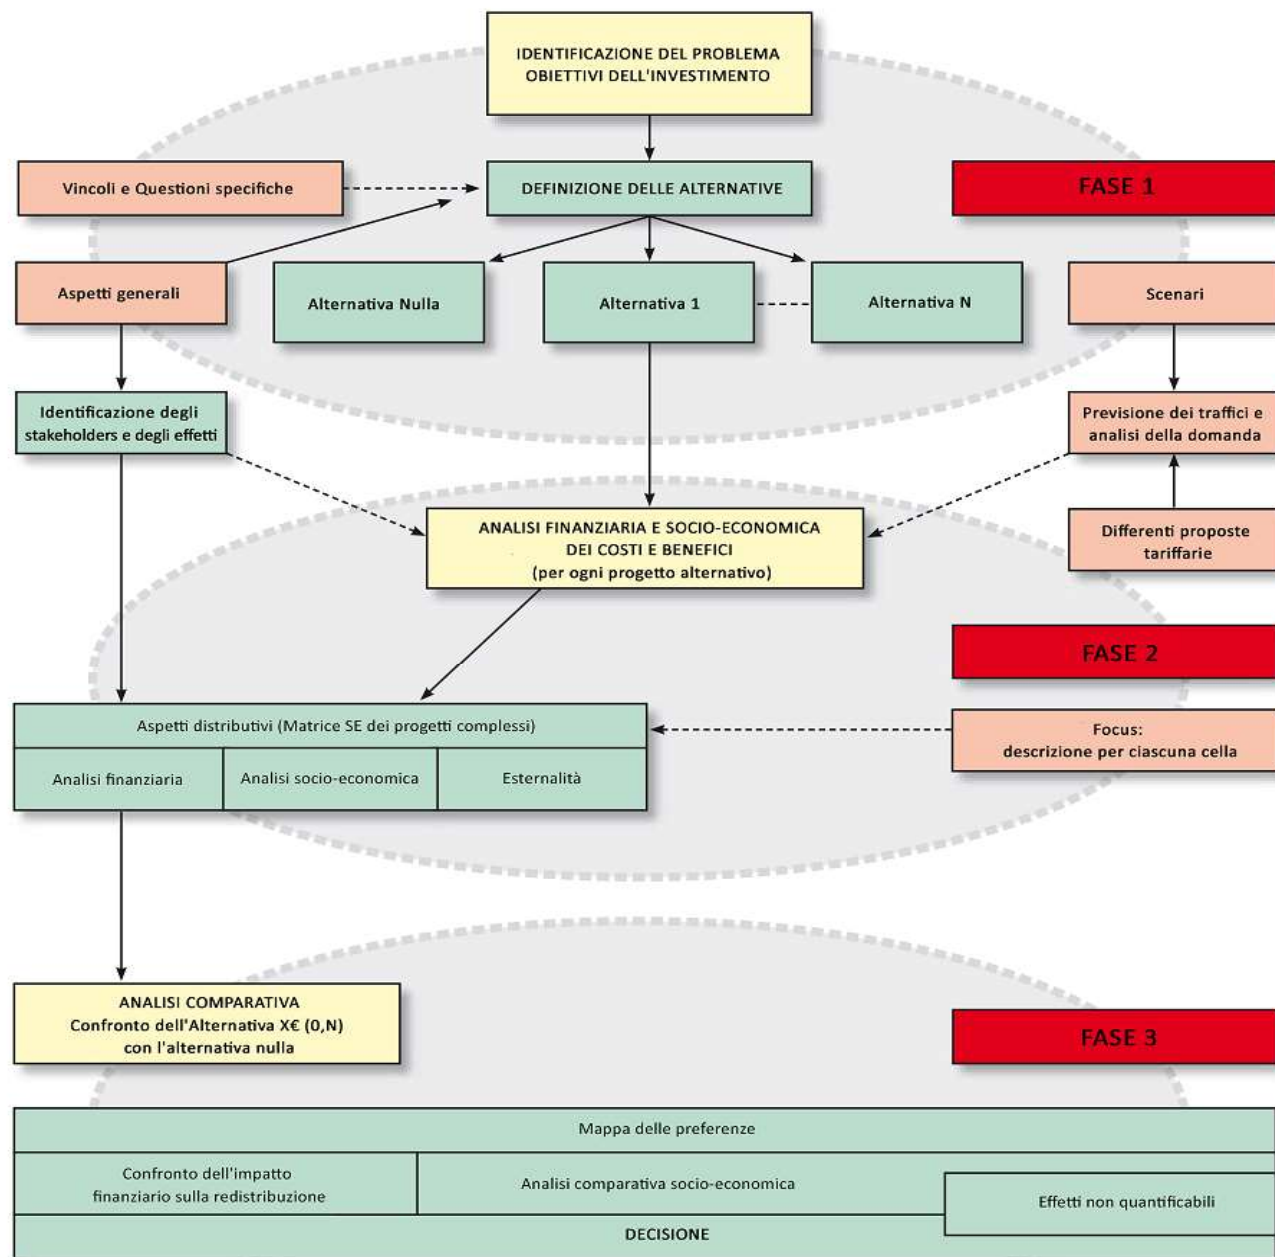 IDENTIFICAZIONE DEL PROBLEMA
OBIETTIVI DELL'INVESTIMENTO
Vincoli e Questioni specifiche
DEFINIZIONE DELLE ALTERNATIVE
FASE 1
Aspetti generali
Alternativa Nulla
Alternativa 1
Alternativa N
Scenari
Identificazione degli
stakeholders e degli effetti
Previsione dei traffici e
analisi della domanda
ANALISI FINANZIARIA E SOCIO-ECONOMICA
DEI COSTI E BENEFICI
(per ogni progetto alternativo)
Differenti proposte
tariffarie
FASE 2
Aspetti distributivi (Matrice SE dei progetti complessi)
Analisi finanziaria
Analisi socio-economica
Esternalità
Focus:
descrizione per ciascuna cella
ANALISI COMPARATIVA
Confronto dell'Alternativa X€ (0,N)
con l'alternativa nulla
FASE 3
Mappa delle preferenze
Confronto dell'impatto
finanziario sulla redistribuzione
Analisi comparativa socio-economica
Effetti non quantificabili
DECISIONE